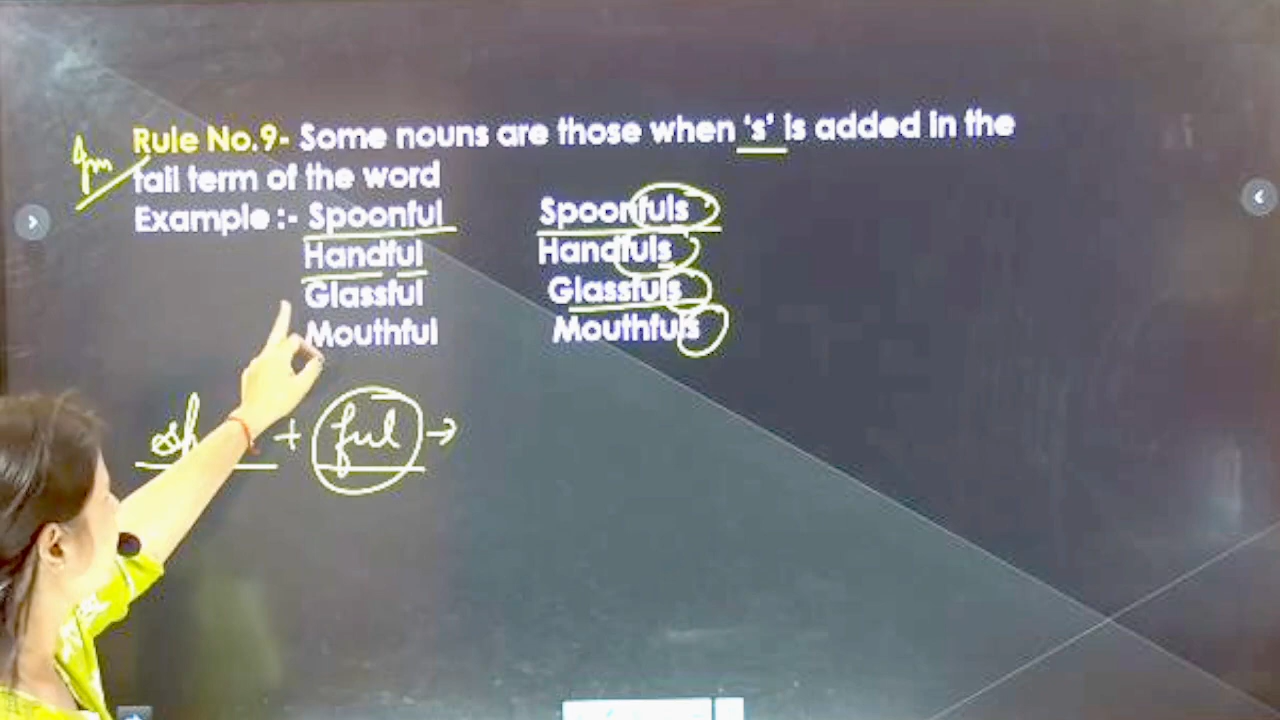 Rule No.9- Some nouns are those when 's' is added in the
tail term of the word
Example :- Spoonful Spoonfuls
Handful Handfuls
Glassful Glassfuls
Mouthful Mouthfuls
+ ful →